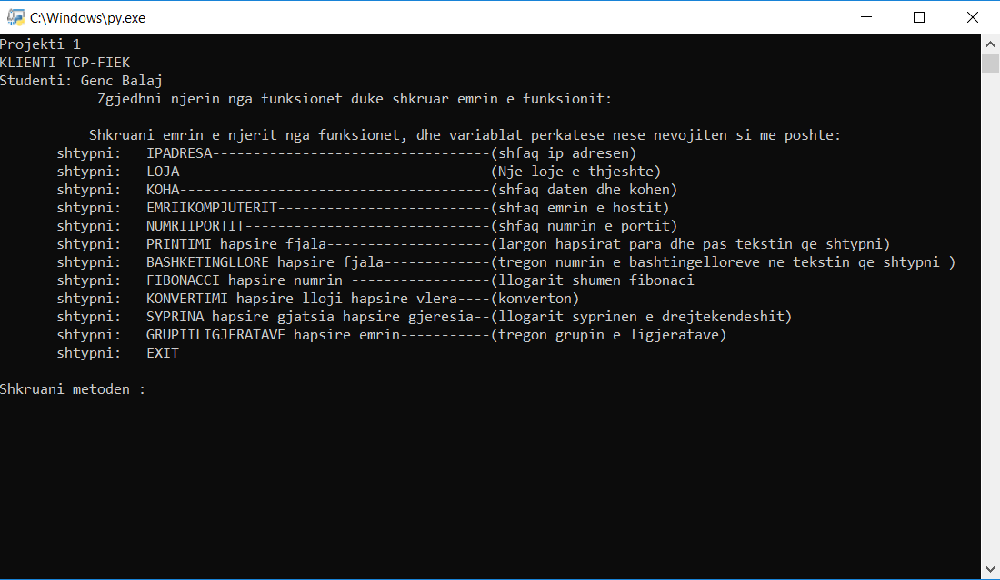 C:\Windows\py.exe
Projekti 1
KLIENTI TCP-FIEK
Studenti: Genc Balaj
Zgjedhni njerin nga funksionet duke shkruar emrin e funksionit:
Shkruani emrin e njerit nga funksionet, dhe variablat perkatese nese nevojiten si me poshte:
shtypni:   IPADRESA----------------------------------(shfaq ip adresen)
shtypni:   LOJA------------------------------------- (Nje loje e thjeshte)
shtypni:   KOHA--------------------------------------(shfaq daten dhe kohen)
shtypni:   EMRIIKOMPJUTERIT--------------------------(shfaq emrin e hostit)
shtypni:   NUMRIIPORTIT------------------------------(shfaq numrin e portit)
shtypni:   PRINTIMI hapsire fjala--------------------(largon hapsirat para dhe pas tekstin qe shtypni)
shtypni:   BASHKETINGLLORE hapsire fjala-------------(tregon numrin e bashtingelloreve ne tekstin qe shtypni )
shtypni:   FIBONACCI hapsire numrin -----------------(llogarit shumen fibonaci
shtypni:   KONVERTIMI hapsire lloji hapsire vlera----(konverton)
shtypni:   SYPRINA hapsire gjatsia hapsire gjeresia--(llogarit syprinen e drejtekendeshit)
shtypni:   GRUPIILIGJERATAVE hapsire emrin-----------(tregon grupin e ligjeratave)
shtypni:   EXIT
Shkruani metoden :